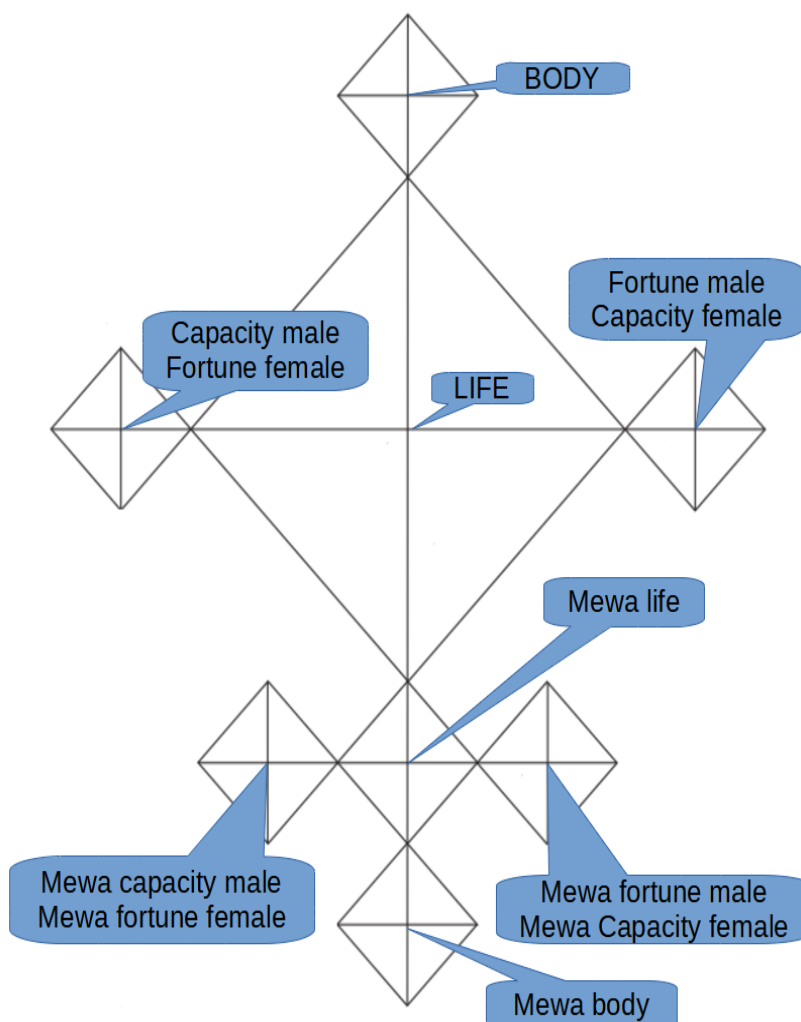 BODY
Fortune male
Capacity female
Capacity male
Fortune female
LIFE
Mewa life
Mewa capacity male
Mewa fortune female
Mewa fortune male
Mewa Capacity female
Mewa body